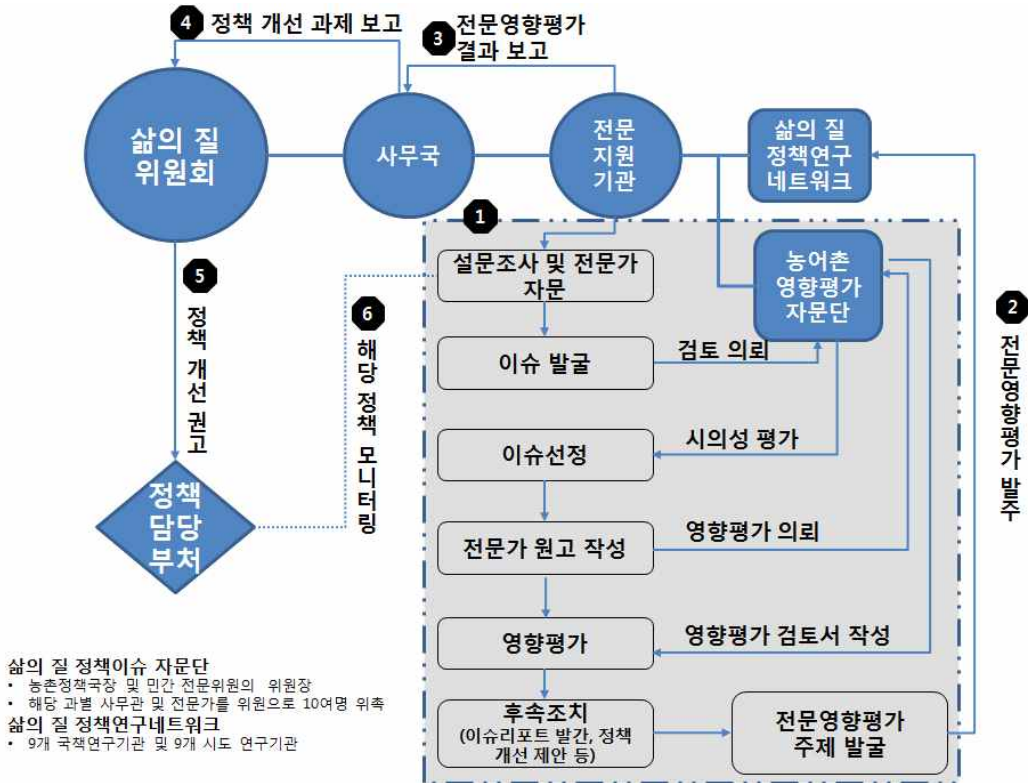 4 정책 개선 과제 보고
3 전문영향평가
결과 보고
삶의 질
위원회
사무국
전문
지원
기관
삶의 질
정책연구
네트워크
1
설문조사 및 전문가
자문
농어촌
영향평가
자문단
5
정책 개선 권고
6
해당 정책 모니터링
2
전문영향평가 발주
이슈 발굴
검토 의뢰
이슈선정
시의성 평가
정책
담당
부처
전문가 원고 작성
영향평가 의뢰
영향평가
영향평가 검토서 작성
후속조치
(이슈리포트 발간, 정책
개선 제안 등)
전문영향평가
주제 발굴
삶의 질 정책이슈 자문단
• 농촌정책국장 및 민간 전문위원의 위원장
• 해당 과별 사무관 및 전문가를 위원으로 10여명 위촉
삶의 질 정책연구네트워크
• 9개 국책연구기관 및 9개 시도 연구기관